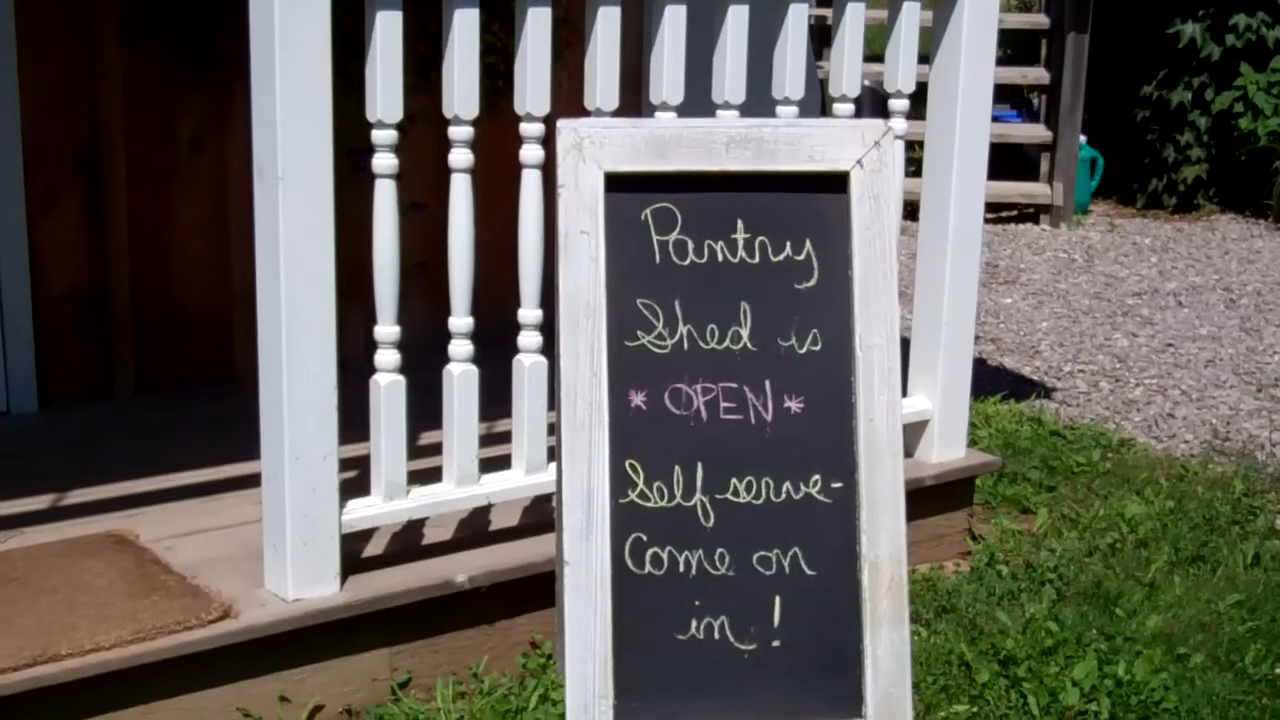 Pantry
Shed is
* OPEN *
Self serve-
Come on
in!